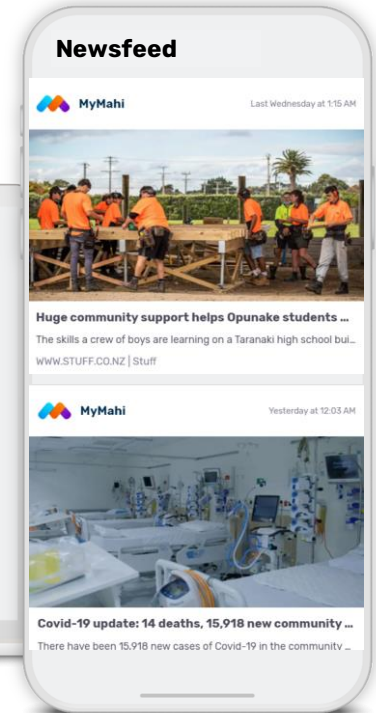 Newsfeed
MyMahi
Last Wednesday at 1:15 AM
Huge community support helps Opunake students ...
The skills a crew of boys are learning on a Taranaki high school bui...
WWW.STUFF.CO.NZ | Stuff
MyMahi
Yesterday at 12:03 AM
Covid-19 update: 14 deaths, 15,918 new community ...
There have been 15,918 new cases of Covid-19 in the community ...